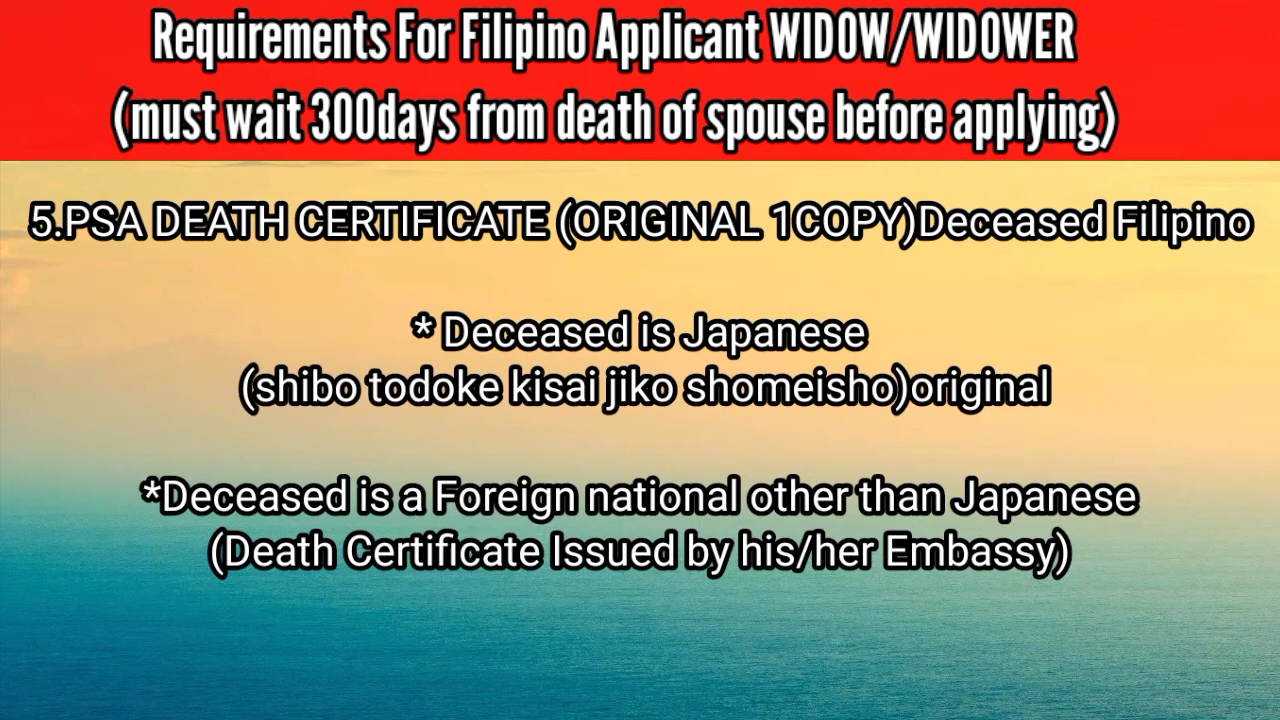 Requirements For Filipino Applicant WIDOW/WIDOWER
(must wait 300days from death of spouse before applying)
5.PSA DEATH CERTIFICATE (ORIGINAL 1COPY)Deceased Filipino
* Deceased is Japanese
(shibo todoke kisai jiko shomeisho)original
*Deceased is a Foreign national other than Japanese
(Death Certificate Issued by his/her Embassy)